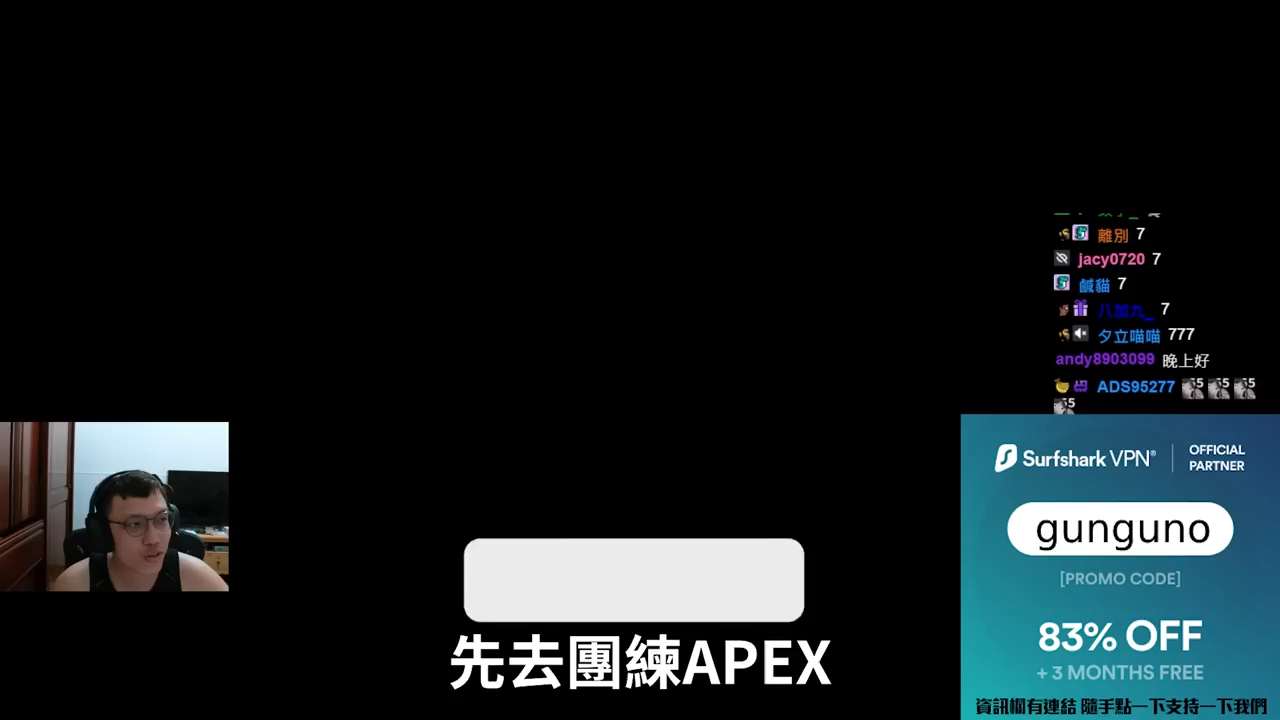 離別 7
jacy0720 7
鹹貓 7
八加九_ 7
夕立喵喵 777
andy8903099 晚上好
ADS95277
Surfshark VPN® OFFICIAL PARTNER
gunguno
[PROMO CODE]
83% OFF
+ 3 MONTHS FREE
資訊欄有連結 隨手點一下支持一下我們
先去團練APEX